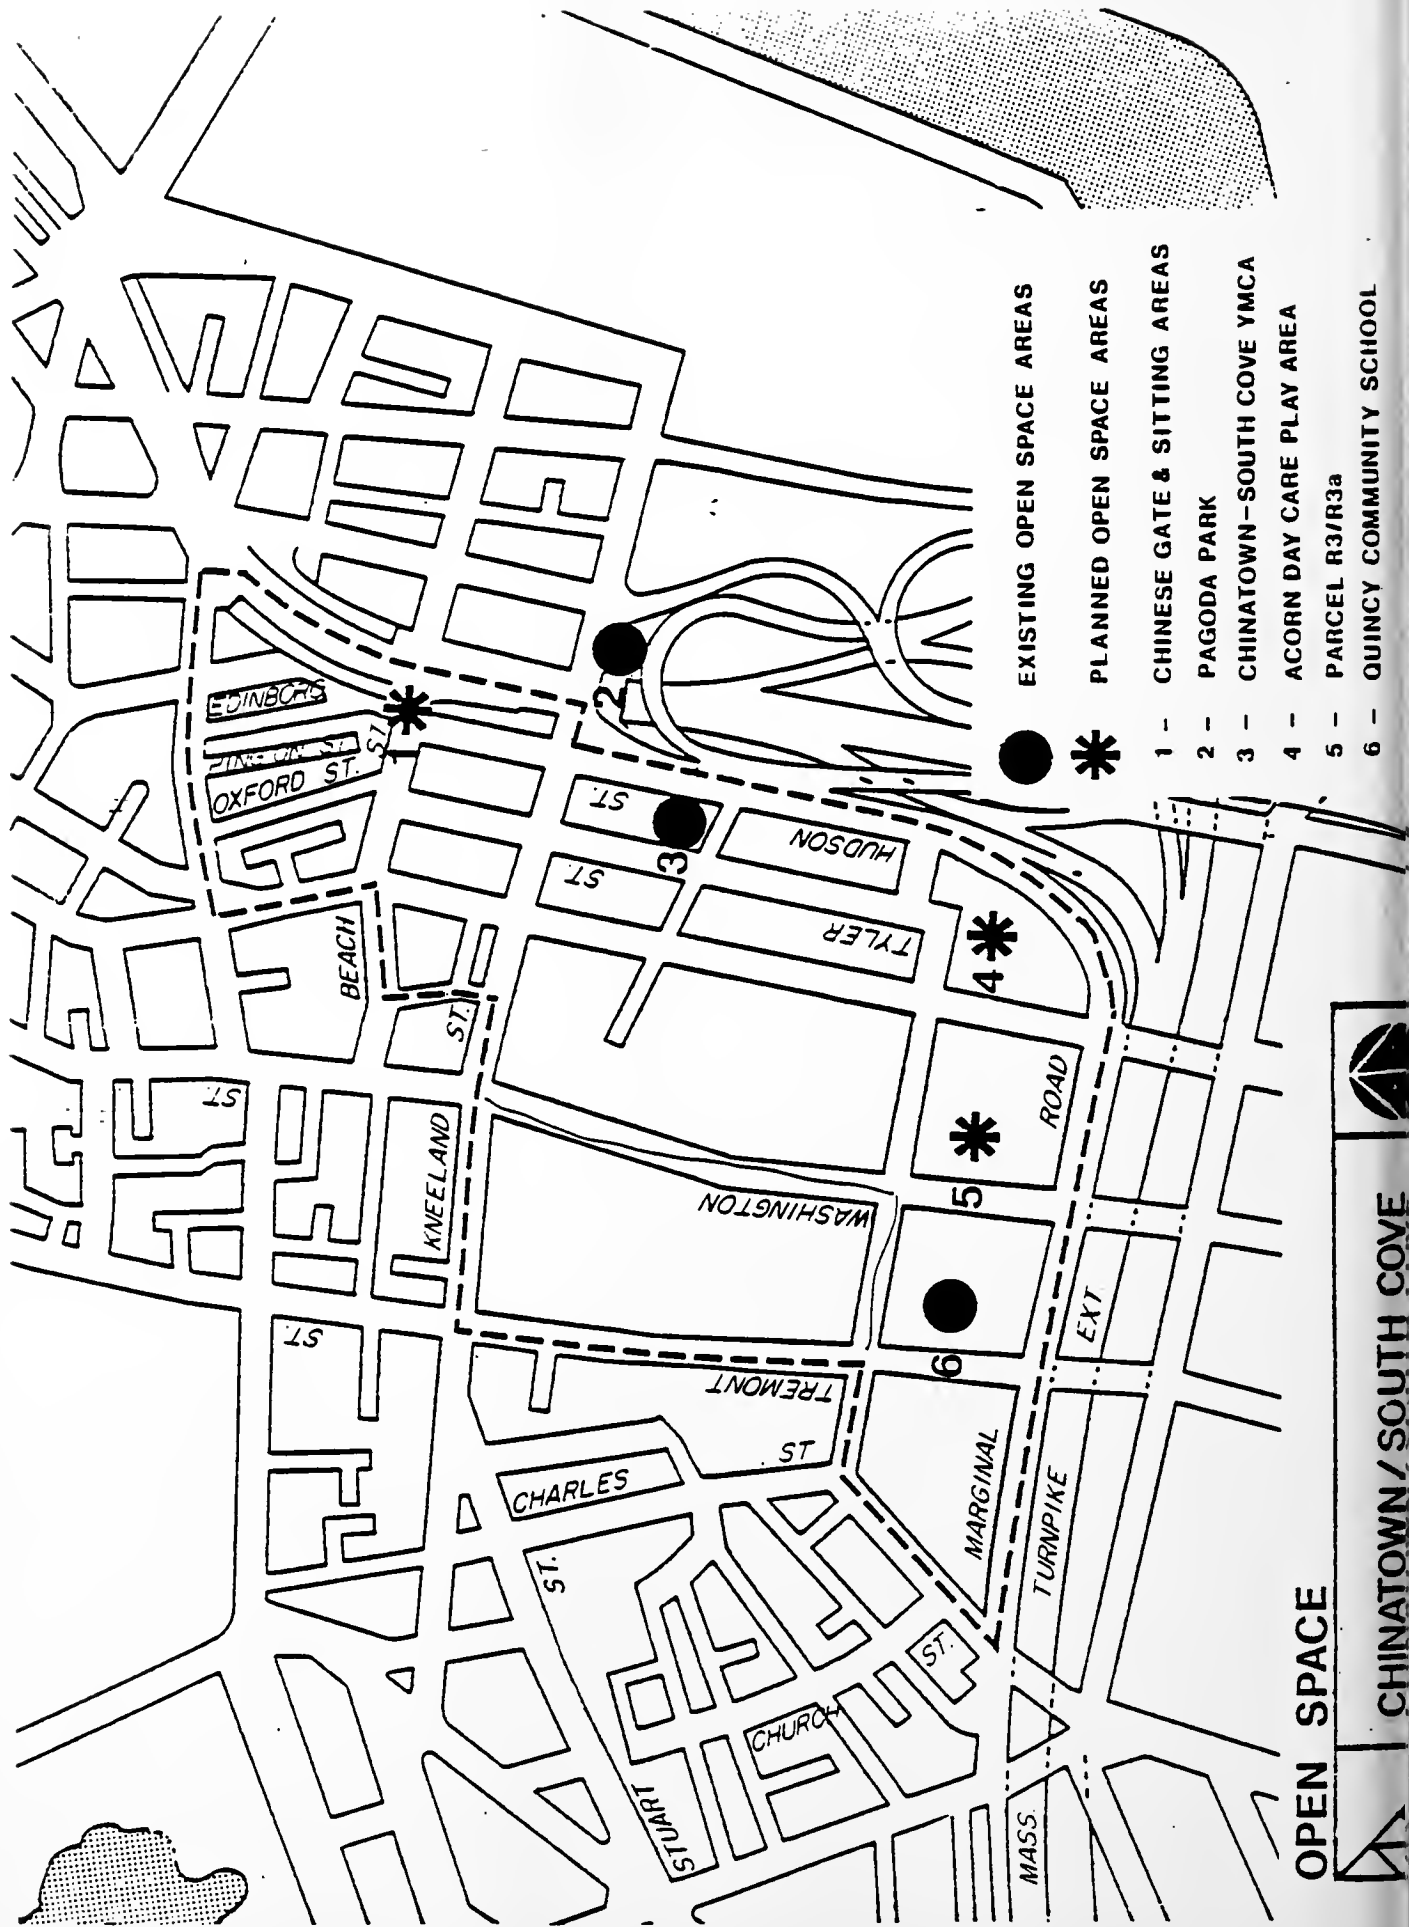 EDINBORO
OXFORD ST.
ST.
1
BEACH
ST.
KNEELAND
ST.
ST.
2
ST.
3
ST.
HUDSON
TYLER
4
WASHINGTON
5
ROAD
TREMONT
6
EXT.
ST
CHARLES
MARGINAL
TURNPIKE
ST.
ST.
CHURCH
STUART
MASS.
EXISTING OPEN SPACE AREAS
PLANNED OPEN SPACE AREAS
1 - CHINESE GATE & SITTING AREAS
2 - PAGODA PARK
3 - CHINATOWN-SOUTH COVE YMCA
4 - ACORN DAY CARE PLAY AREA
5 - PARCEL R3/R3a
6 - QUINCY COMMUNITY SCHOOL
OPEN SPACE
CHINATOWN/SOUTH COVE